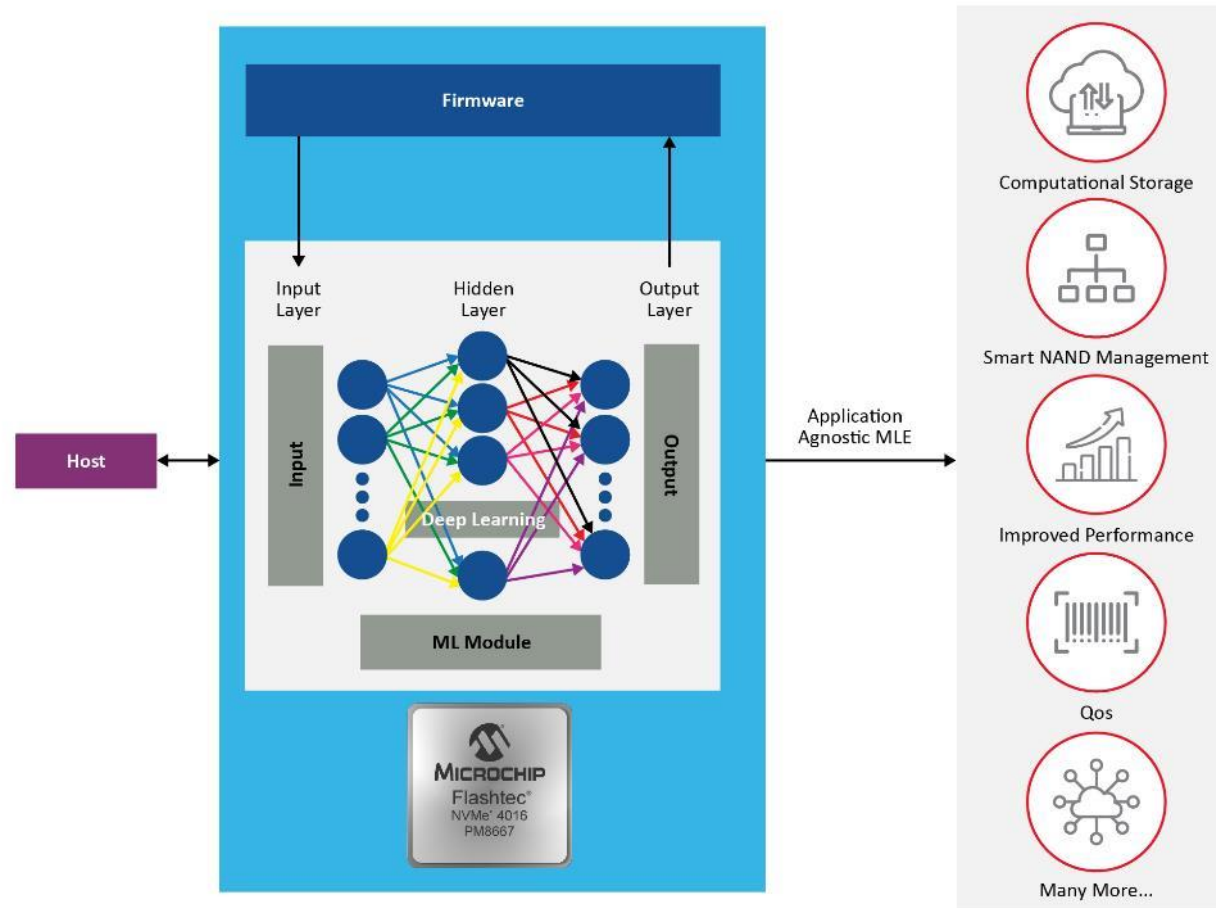 Firmware
Input
Layer
Hidden
Layer
Output
Layer
Input
Deep Learning
Output
ML Module
MICROCHIP
Flashtec®
NVMe® 4016
PM8667
Host
Application
Agnostic MLE
Computational Storage
Smart NAND Management
Improved Performance
Qos
Many More...